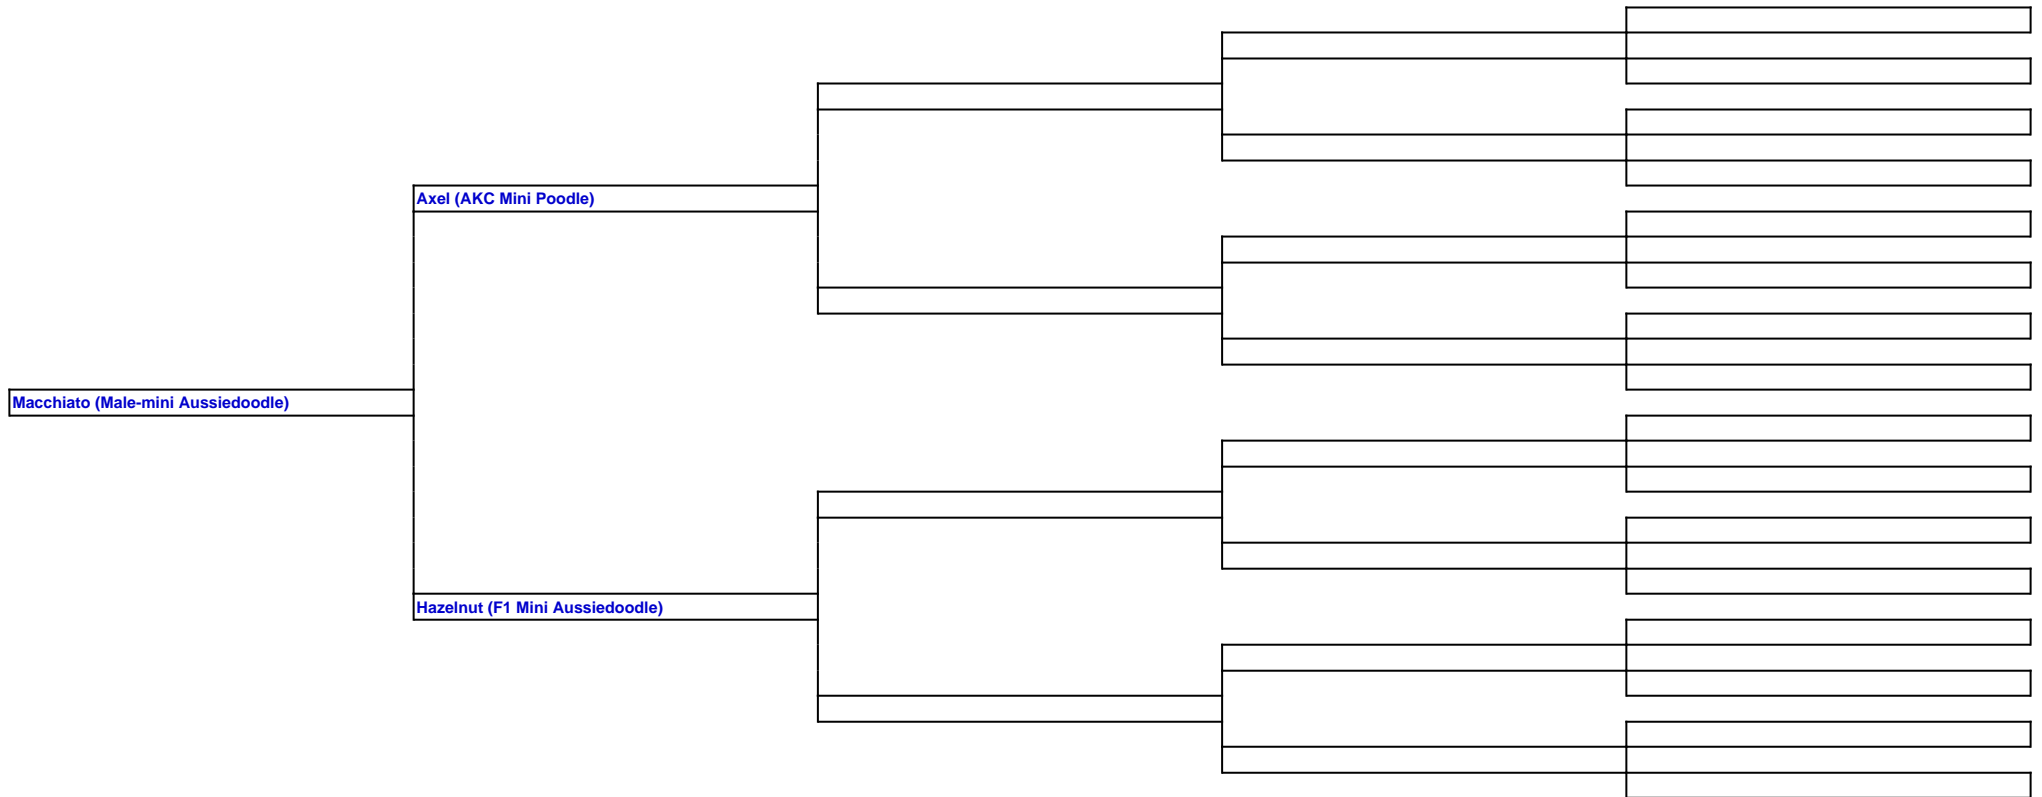 Axel (AKC Mini Poodle)
Macchiato (Male-mini Aussiedoodle)
Hazelnut (F1 Mini Aussiedoodle)